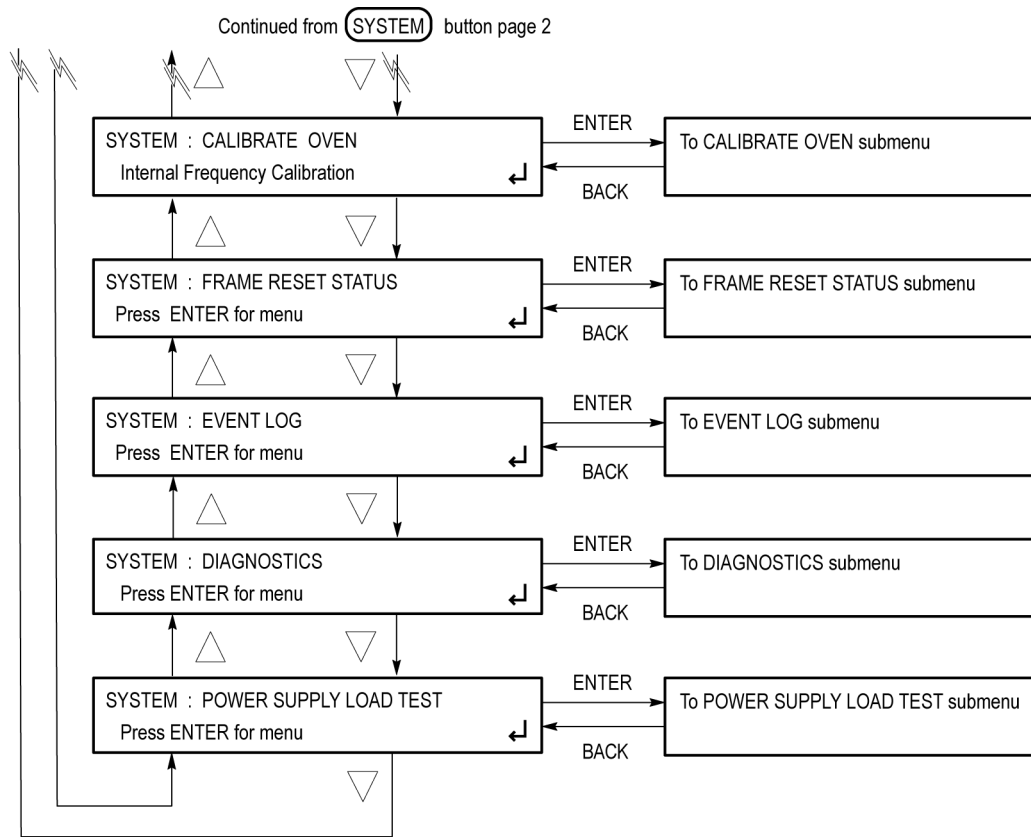 Continued from SYSTEM button page 2
SYSTEM : CALIBRATE OVEN
Internal Frequency Calibration
ENTER
BACK
To CALIBRATE OVEN submenu
SYSTEM : FRAME RESET STATUS
Press ENTER for menu
ENTER
BACK
To FRAME RESET STATUS submenu
SYSTEM : EVENT LOG
Press ENTER for menu
ENTER
BACK
To EVENT LOG submenu
SYSTEM : DIAGNOSTICS
Press ENTER for menu
ENTER
BACK
To DIAGNOSTICS submenu
SYSTEM : POWER SUPPLY LOAD TEST
Press ENTER for menu
ENTER
BACK
To POWER SUPPLY LOAD TEST submenu